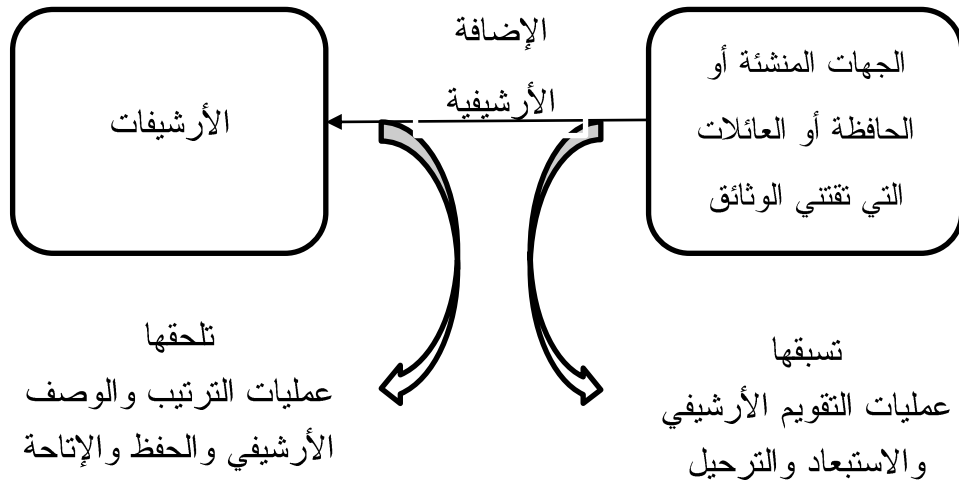 الجهات المنشئة أو
الحافظة أو العائلات
التي تقتني الوثائق
الإضافة
الأرشيفية
الأرشيفات
تسبقها
عمليات التقويم الأرشيفي
والاستبعاد والترحيل
تلحقها
عمليات الترتيب والوصف
الأرشيفي والحفظ والإتاحة